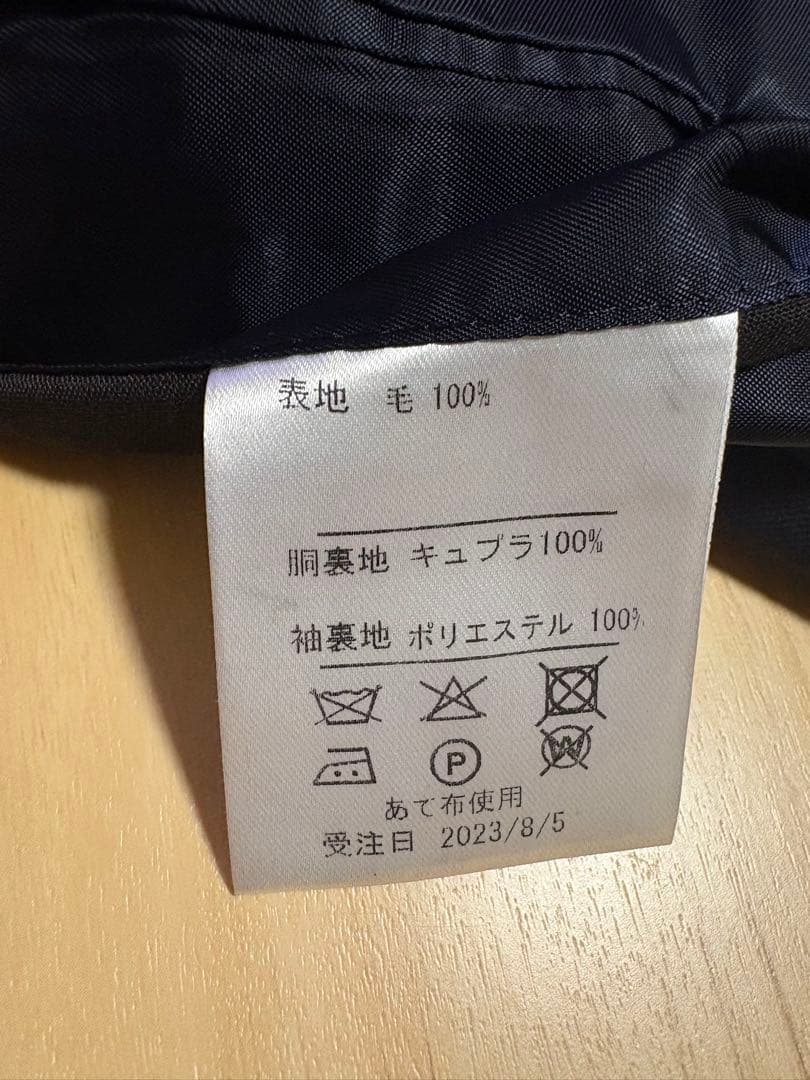 表地 毛 100%
胴裏地 キュプラ100%
袖裏地 ポリエステル 100%
P
W
あて布使用
受注日 2023/8/5